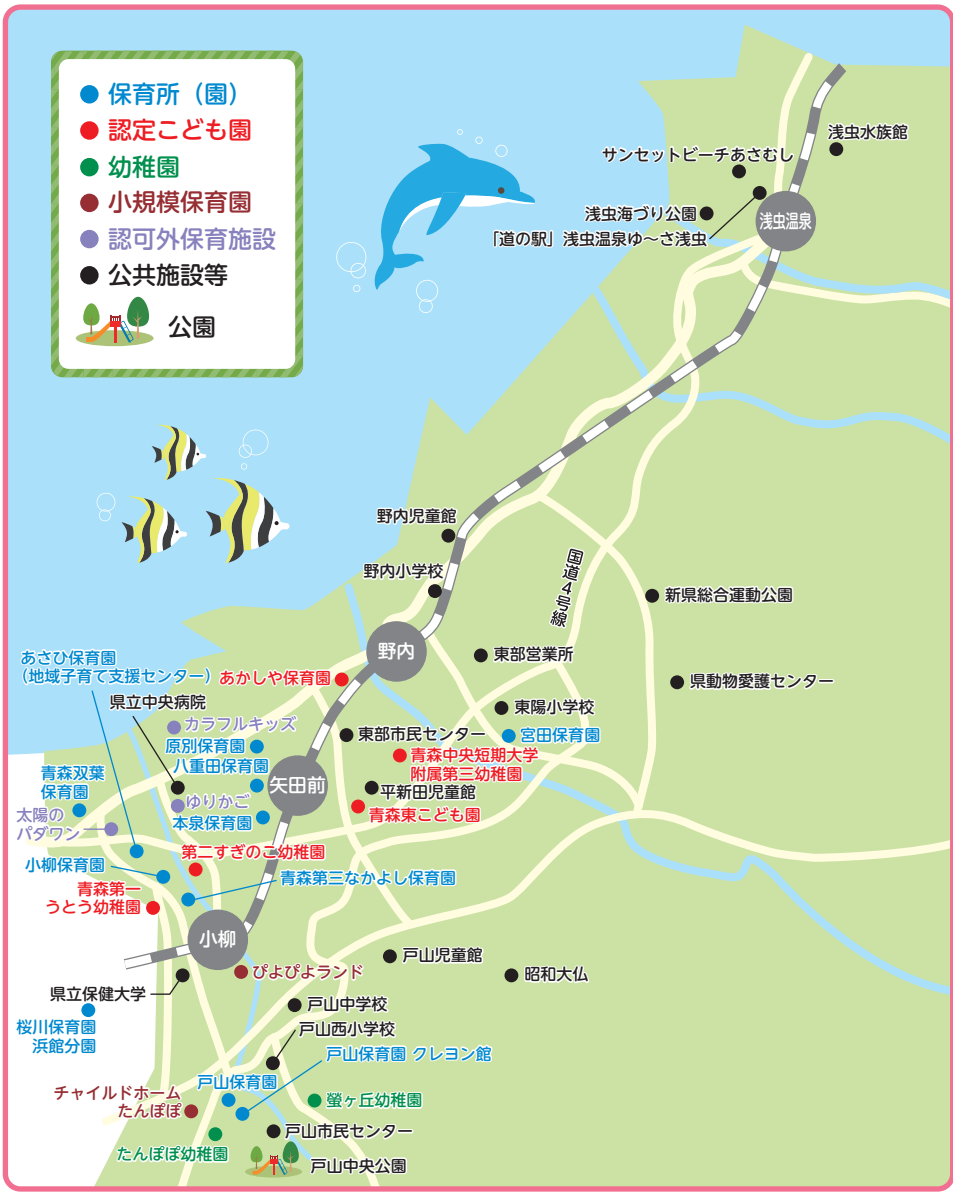 保育所（園）
認定こども園
幼稚園
小規模保育園
認可外保育施設
公共施設等
公園
浅虫水族館
サンセットビーチあさむし
浅虫海づり公園
浅虫温泉
「道の駅」浅虫温泉ゆ～さ浅虫
野内児童館
野内小学校
国道4号線
新県総合運動公園
野内
東部営業所
あさひ保育園
（地域子育て支援センター）
あかしや保育園
県動物愛護センター
県立中央病院
東陽小学校
カラフルキッズ
東部市民センター
宮田保育園
原別保育園
青森中央短期大学
附属第三幼稚園
八重田保育園
青森双葉
保育園
矢田前
平新田児童館
ゆりかご
青森東こども園
太陽の
パダワン
本泉保育園
第二すぎのこ幼稚園
小柳保育園
青森第三なかよし保育園
青森第一
うとう幼稚園
小柳
戸山児童館
ぴよぴよランド
昭和大仏
県立保健大学
戸山中学校
桜川保育園
浜館分園
戸山西小学校
戸山保育園 クレヨン館
戸山保育園
チャイルドホーム
たんぽぽ
螢ヶ丘幼稚園
戸山市民センター
たんぽぽ幼稚園
戸山中央公園